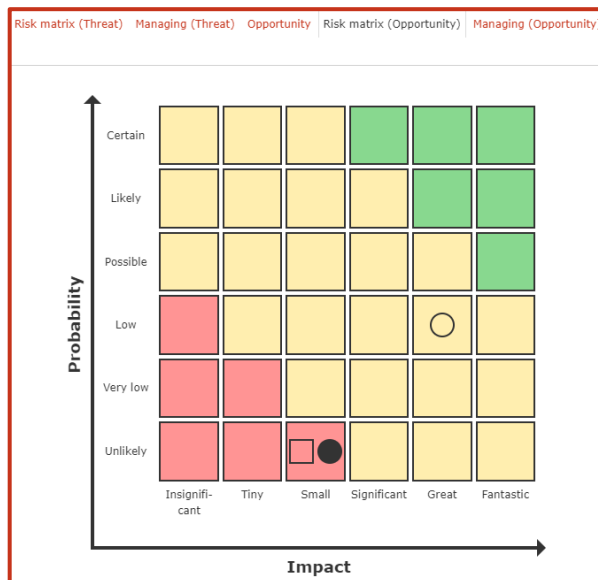 Risk matrix (Threat) Managing (Threat) Opportunity Risk matrix (Opportunity) Managing (Opportunity)
Certain
Likely
Possible
Low
Very low
Unlikely
Probability
Insignifi-
cant
Tiny
Small
Significant
Great
Fantastic
Impact